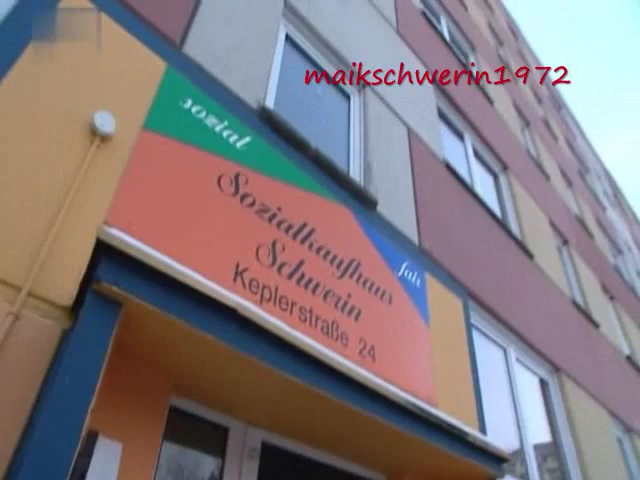 maikschwerin1972
sozial
Sozialkaufhaus
Schwerin
fair
Keplerstraße 24